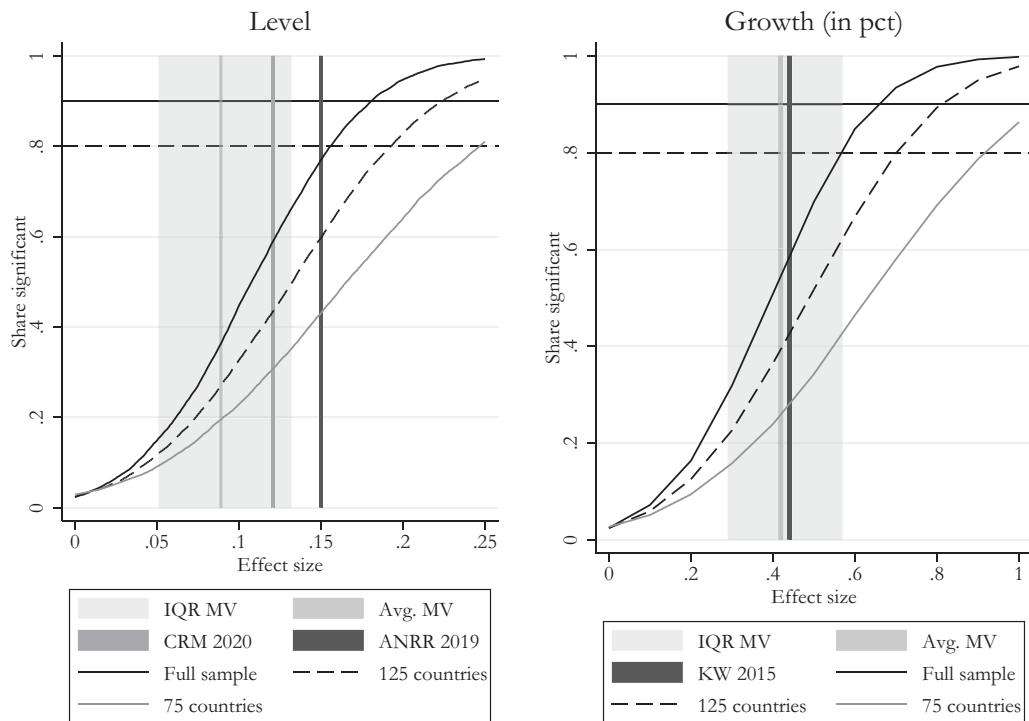 Level
Share significant
1
.8
.6
.4
.2
0
0 .05 .1 .15 .2 .25
Effect size
IQR MV Avg. MV
CRM 2020 ANRR 2019
Full sample 125 countries
75 countries
Growth (in pct)
Share significant
1
.8
.6
.4
.2
0
0 .2 .4 .6 .8 1
Effect size
IQR MV Avg. MV
KW 2015 Full sample
125 countries 75 countries